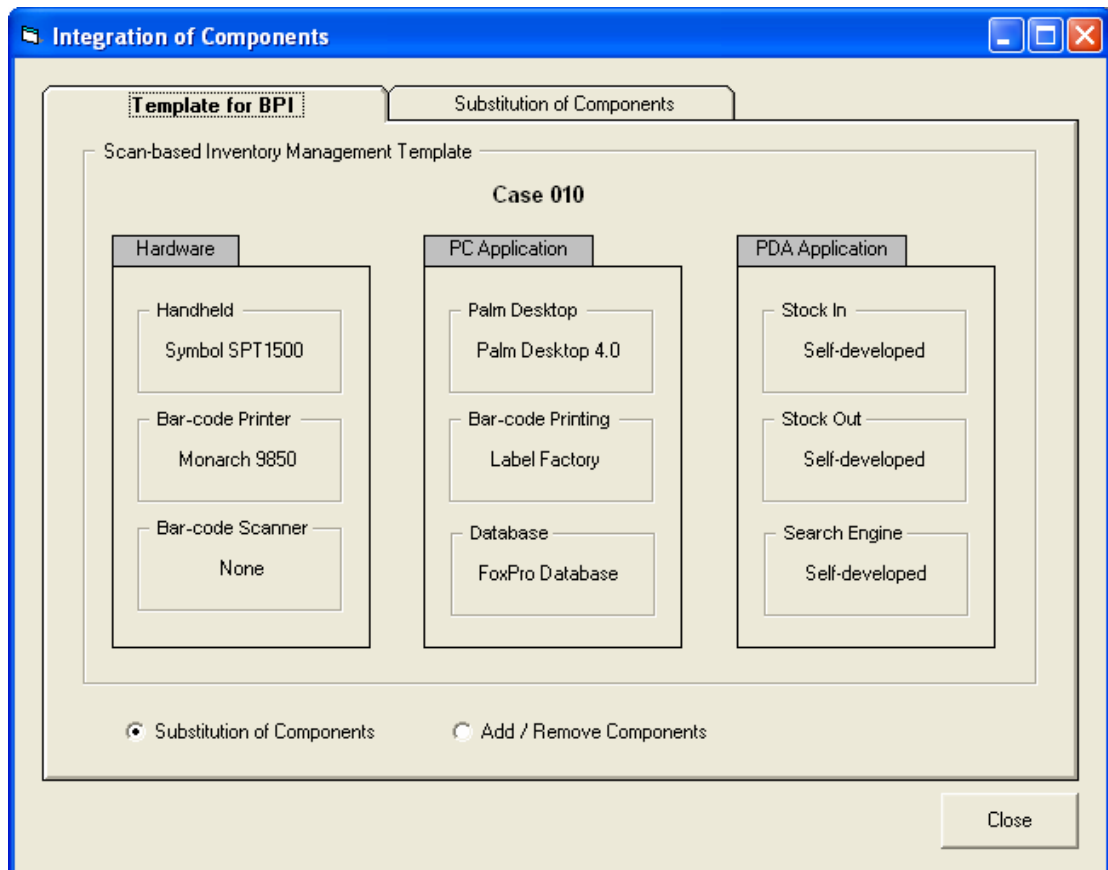 Integration of Components
Template for BPI
Substitution of Components
Scan-based Inventory Management Template
Case 010
Hardware
Handheld
Symbol SPT1500
Bar-code Printer
Monarch 9850
Bar-code Scanner
None
PC Application
Palm Desktop
Palm Desktop 4.0
Bar-code Printing
Label Factory
Database
FoxPro Database
PDA Application
Stock In
Self-developed
Stock Out
Self-developed
Search Engine
Self-developed
Substitution of Components
Add / Remove Components
Close